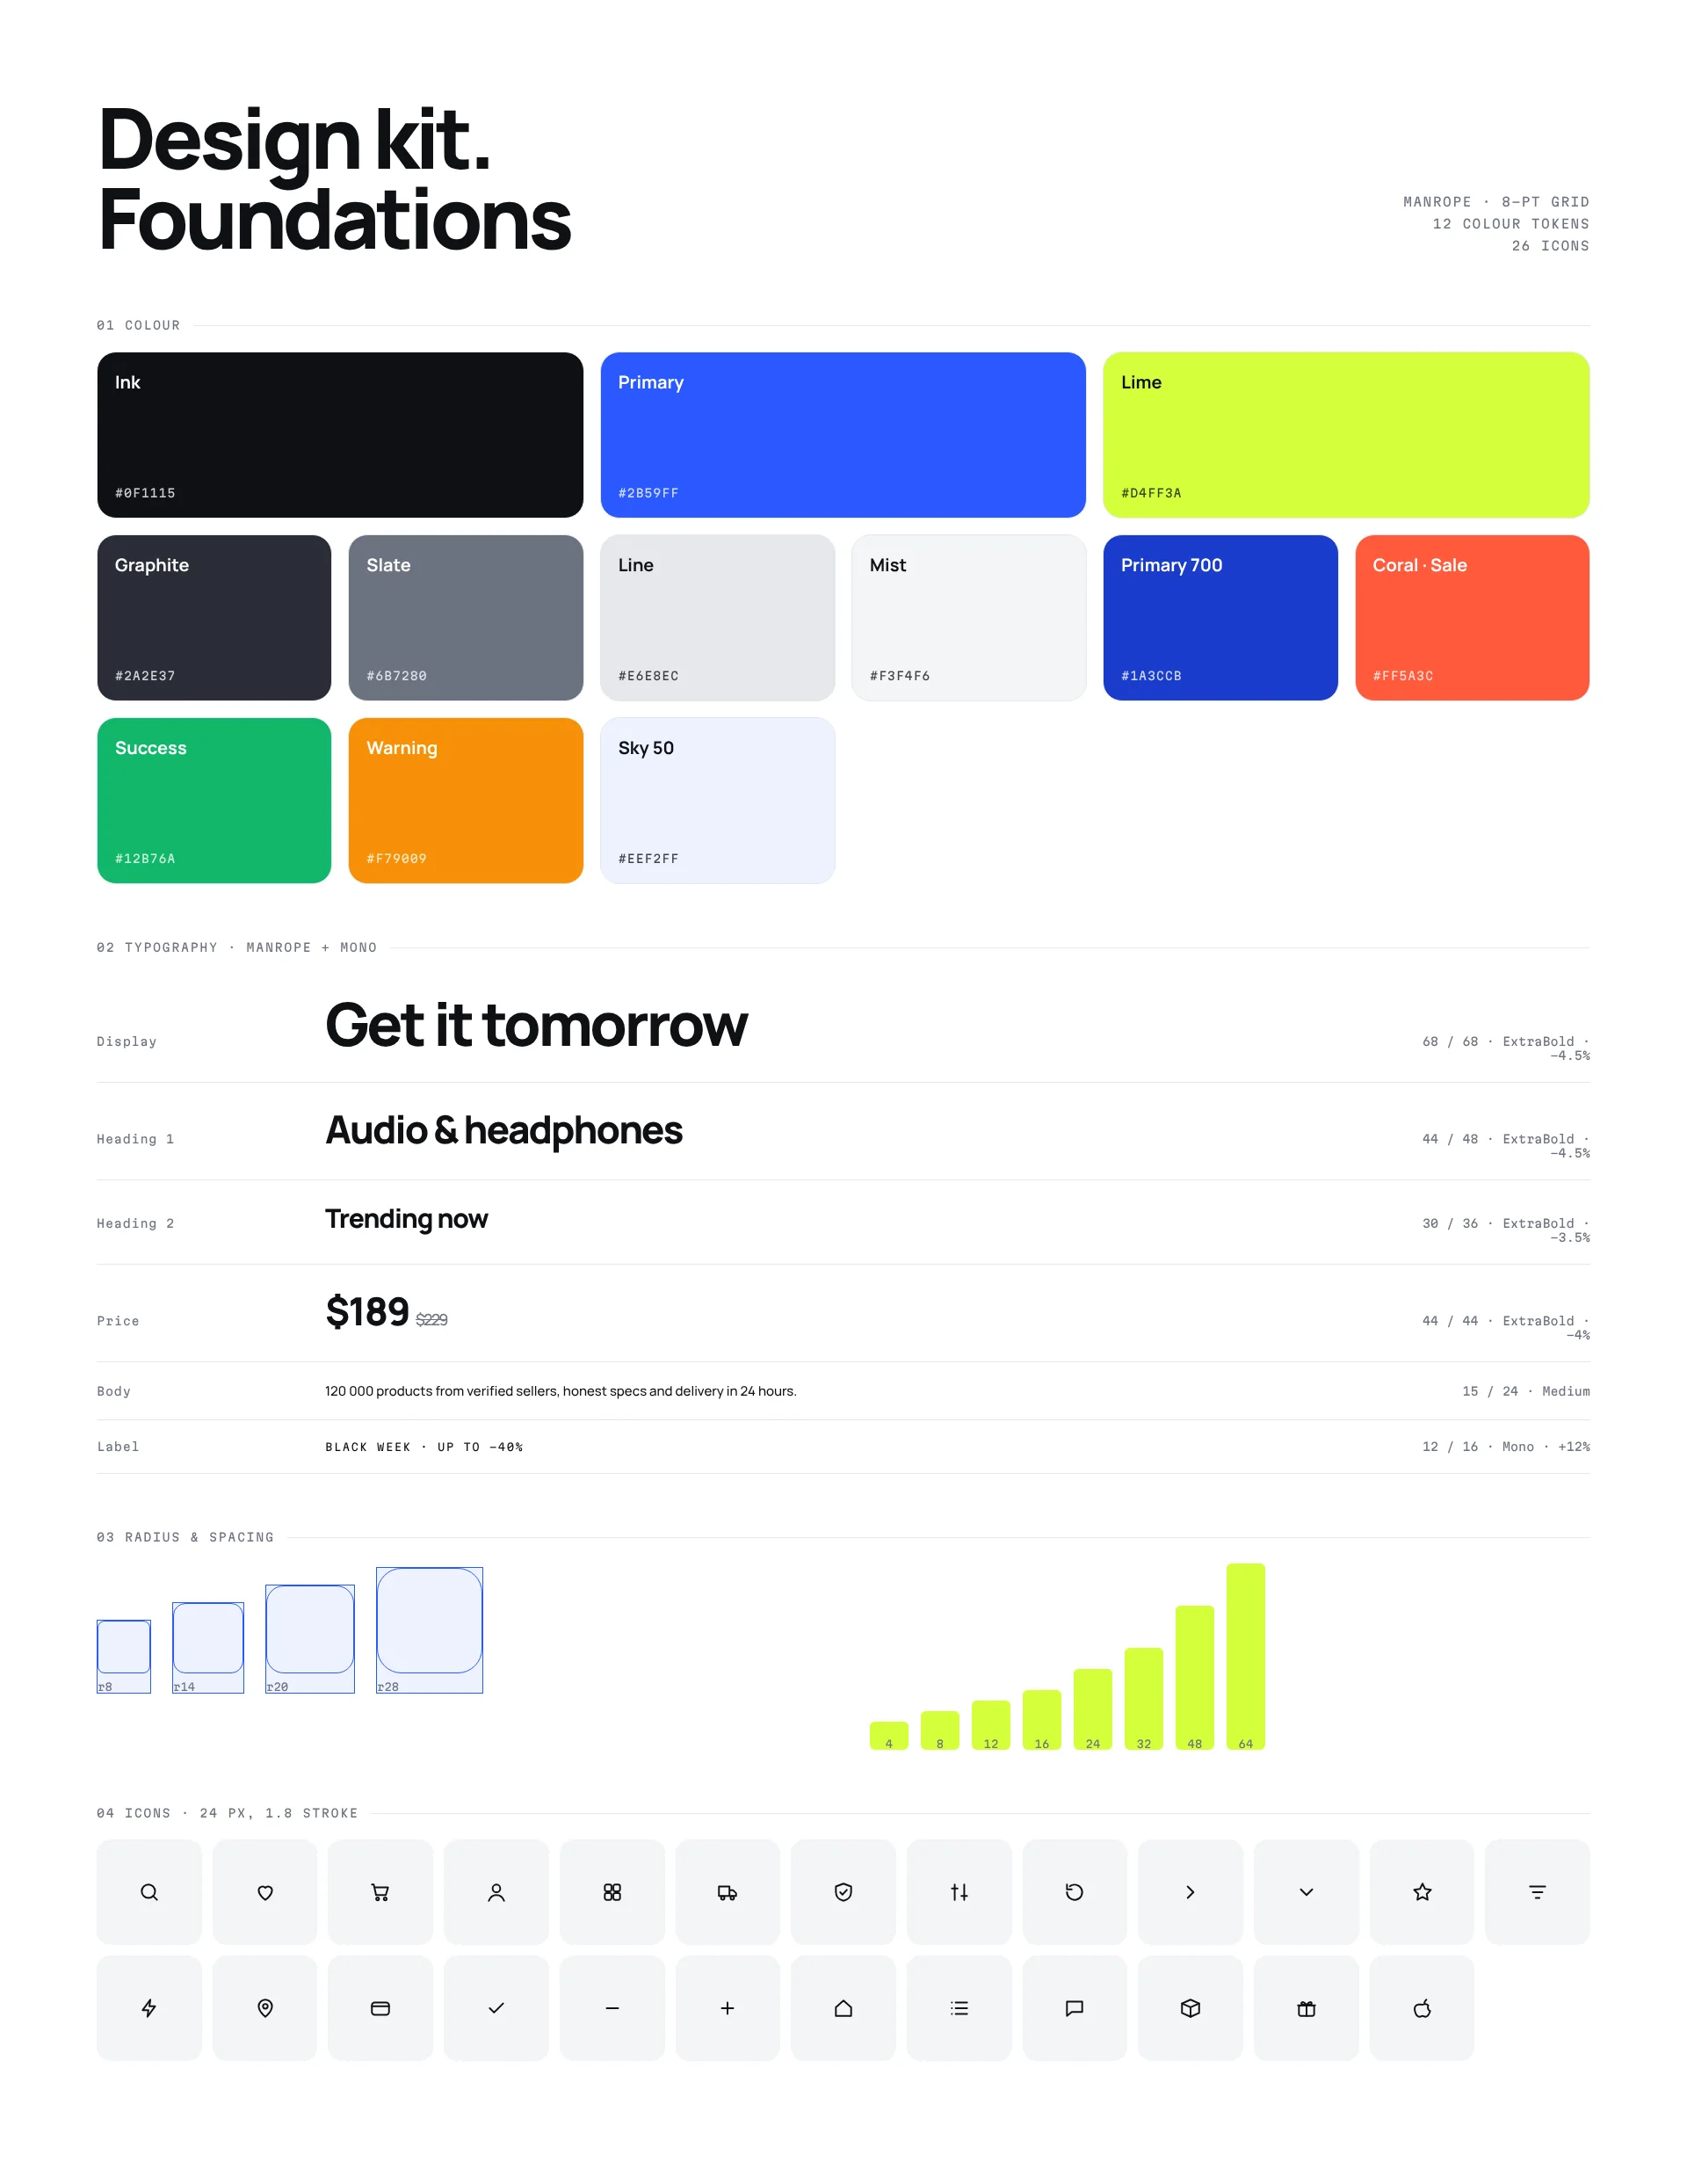 Design kit.
Foundations
MANROPE · 8-PT GRID
12 COLOUR TOKENS
26 ICONS
01 COLOUR
Ink
#0F1115
Primary
#2B59FF
Lime
#D4FF3A
Graphite
#2A2E37
Slate
#6B7280
Line
#E6E8EC
Mist
#F3F4F6
Primary 700
#1A3CCB
Coral · Sale
#FF5A3C
Success
#12B76A
Warning
#F79009
Sky 50
#EEF2FF
02 TYPOGRAPHY · MANROPE + MONO
Display
Get it tomorrow
68 / 68 · ExtraBold ·
-4.5%
Heading 1
Audio & headphones
44 / 48 · ExtraBold ·
-4.5%
Heading 2
Trending now
30 / 36 · ExtraBold ·
-3.5%
Price
$189 $229
44 / 44 · ExtraBold ·
-4%
Body
120 000 products from verified sellers, honest specs and delivery in 24 hours.
15 / 24 · Medium
Label
BLACK WEEK · UP TO -40%
12 / 16 · Mono · +12%
03 RADIUS & SPACING
r8
r14
r20
r28
4
8
12
16
24
32
48
64
04 ICONS · 24 PX, 1.8 STROKE